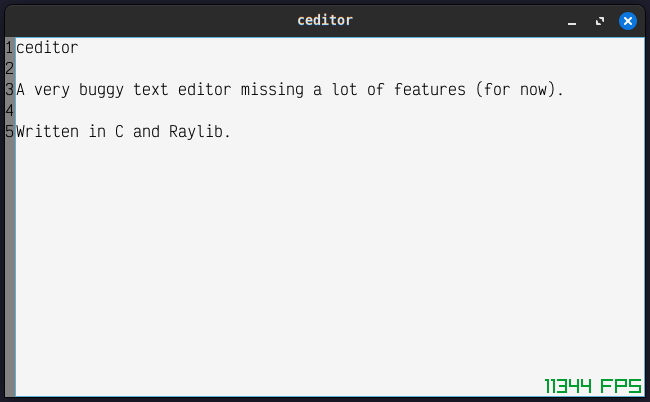 ceditor
1 ceditor
2
3 A very buggy text editor missing a lot of features (for now).
4
5 Written in C and Raylib.
11344 FPS